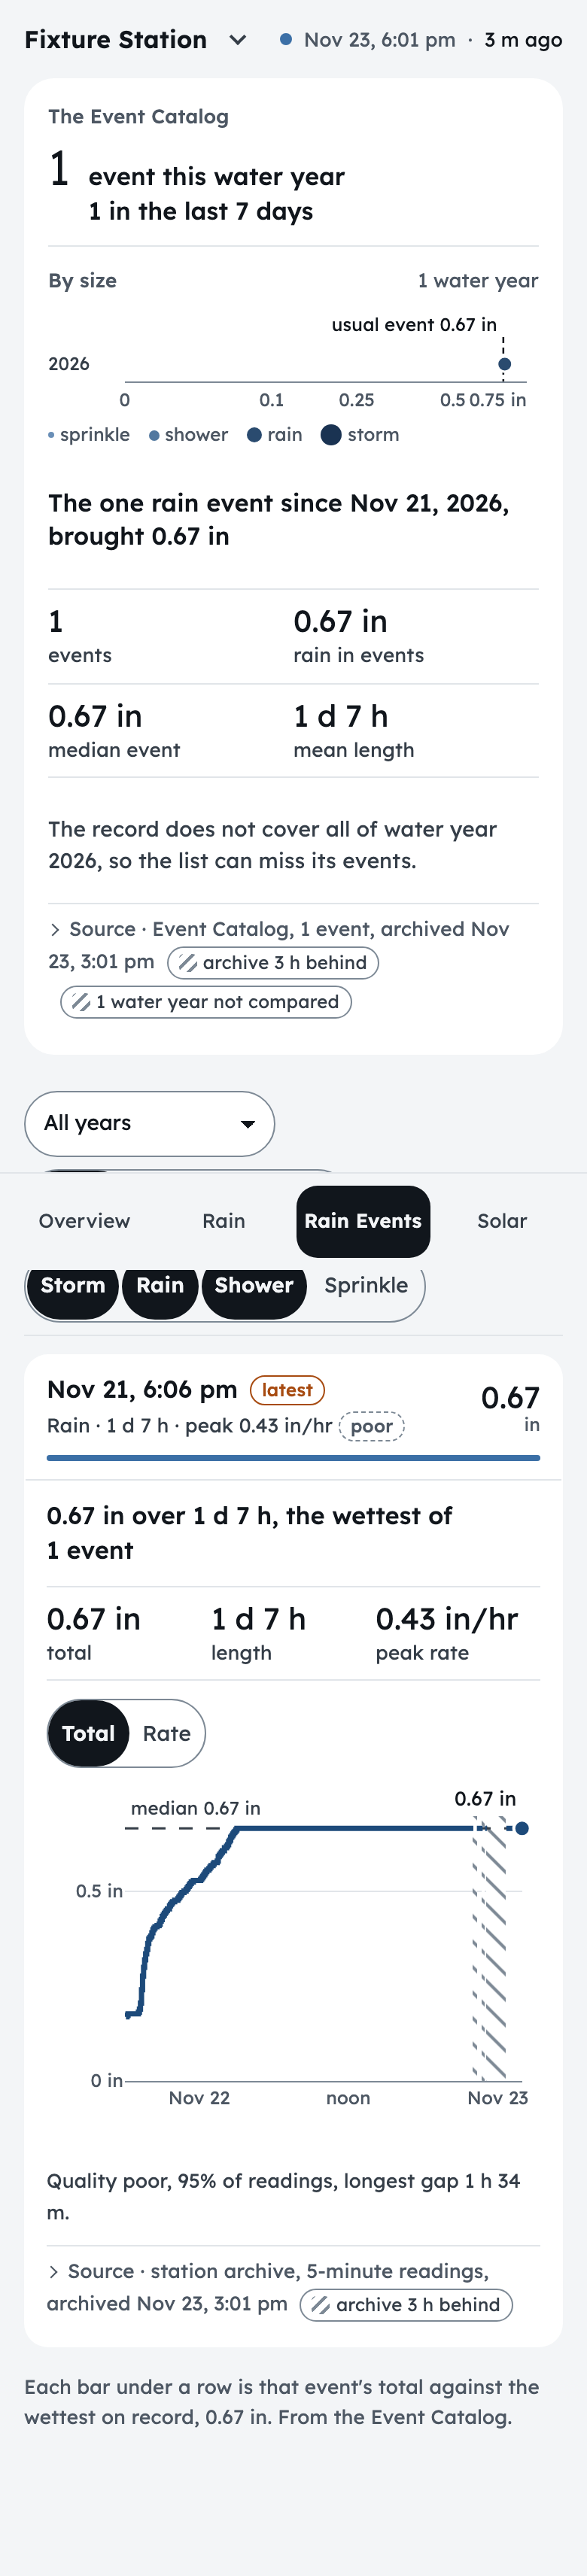 Fixture Station
Nov 23, 6:01 pm · 3 m ago
The Event Catalog
1 event this water year
1 in the last 7 days
By size
1 water year
usual event 0.67 in
2026
0 0.1 0.25 0.5 0.75 in
sprinkle shower rain storm
The one rain event since Nov 21, 2026,
brought 0.67 in
1
events
0.67 in
rain in events
0.67 in
median event
1 d 7 h
mean length
The record does not cover all of water year
2026, so the list can miss its events.
Source · Event Catalog, 1 event, archived Nov
23, 3:01 pm archive 3 h behind
1 water year not compared
All years
Overview Rain Rain Events Solar
Storm Rain Shower Sprinkle
Nov 21, 6:06 pm latest
Rain · 1 d 7 h · peak 0.43 in/hr poor
0.67
in
0.67 in over 1 d 7 h, the wettest of
1 event
0.67 in
total
1 d 7 h
length
0.43 in/hr
peak rate
Total Rate
0.67 in
median 0.67 in
0.5 in
0 in
Nov 22 noon Nov 23
Quality poor, 95% of readings, longest gap 1 h 34
m.
Source · station archive, 5-minute readings,
archived Nov 23, 3:01 pm archive 3 h behind
Each bar under a row is that event's total against the
wettest on record, 0.67 in. From the Event Catalog.